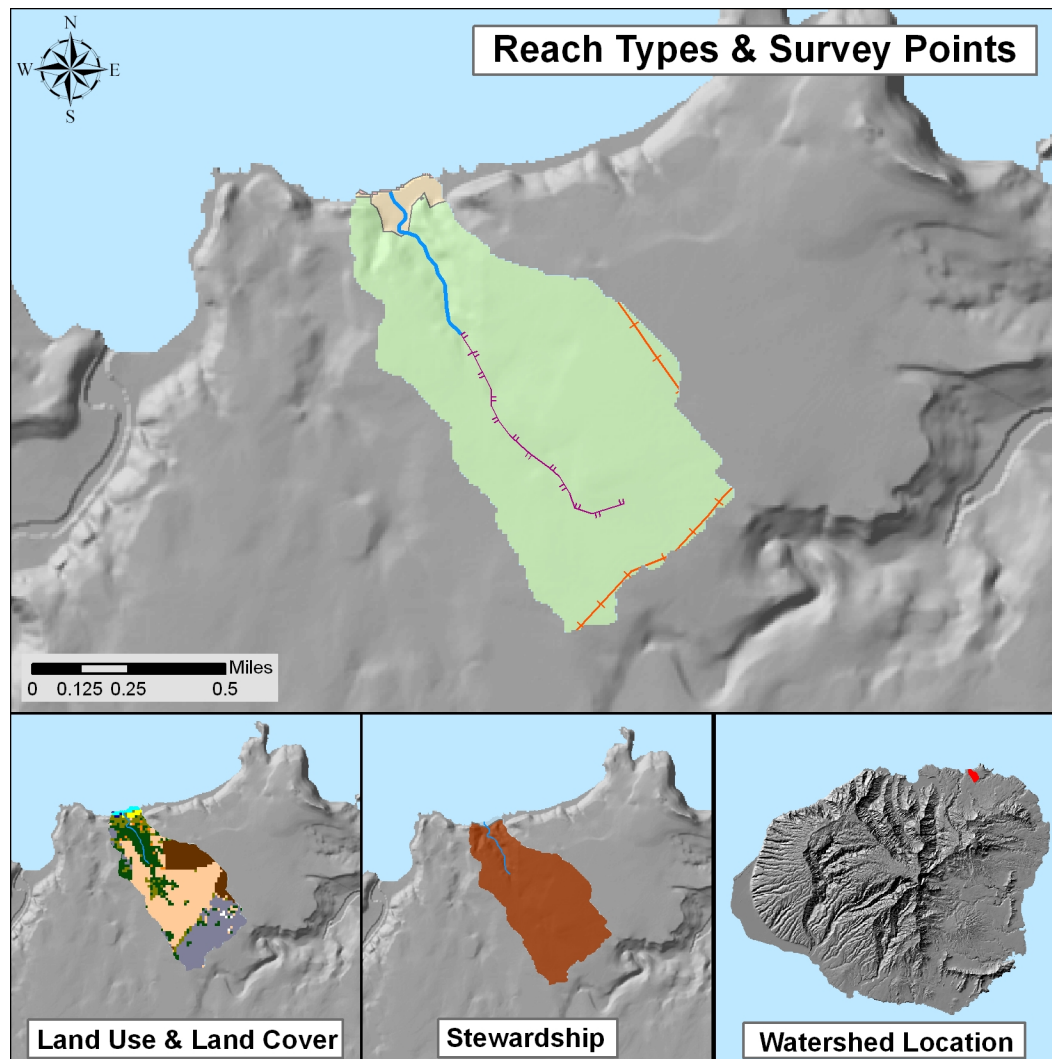 Reach Types & Survey Points
N
W
E
S
Miles
0 0.125 0.25 0.5
Land Use & Land Cover
Stewardship
Watershed Location